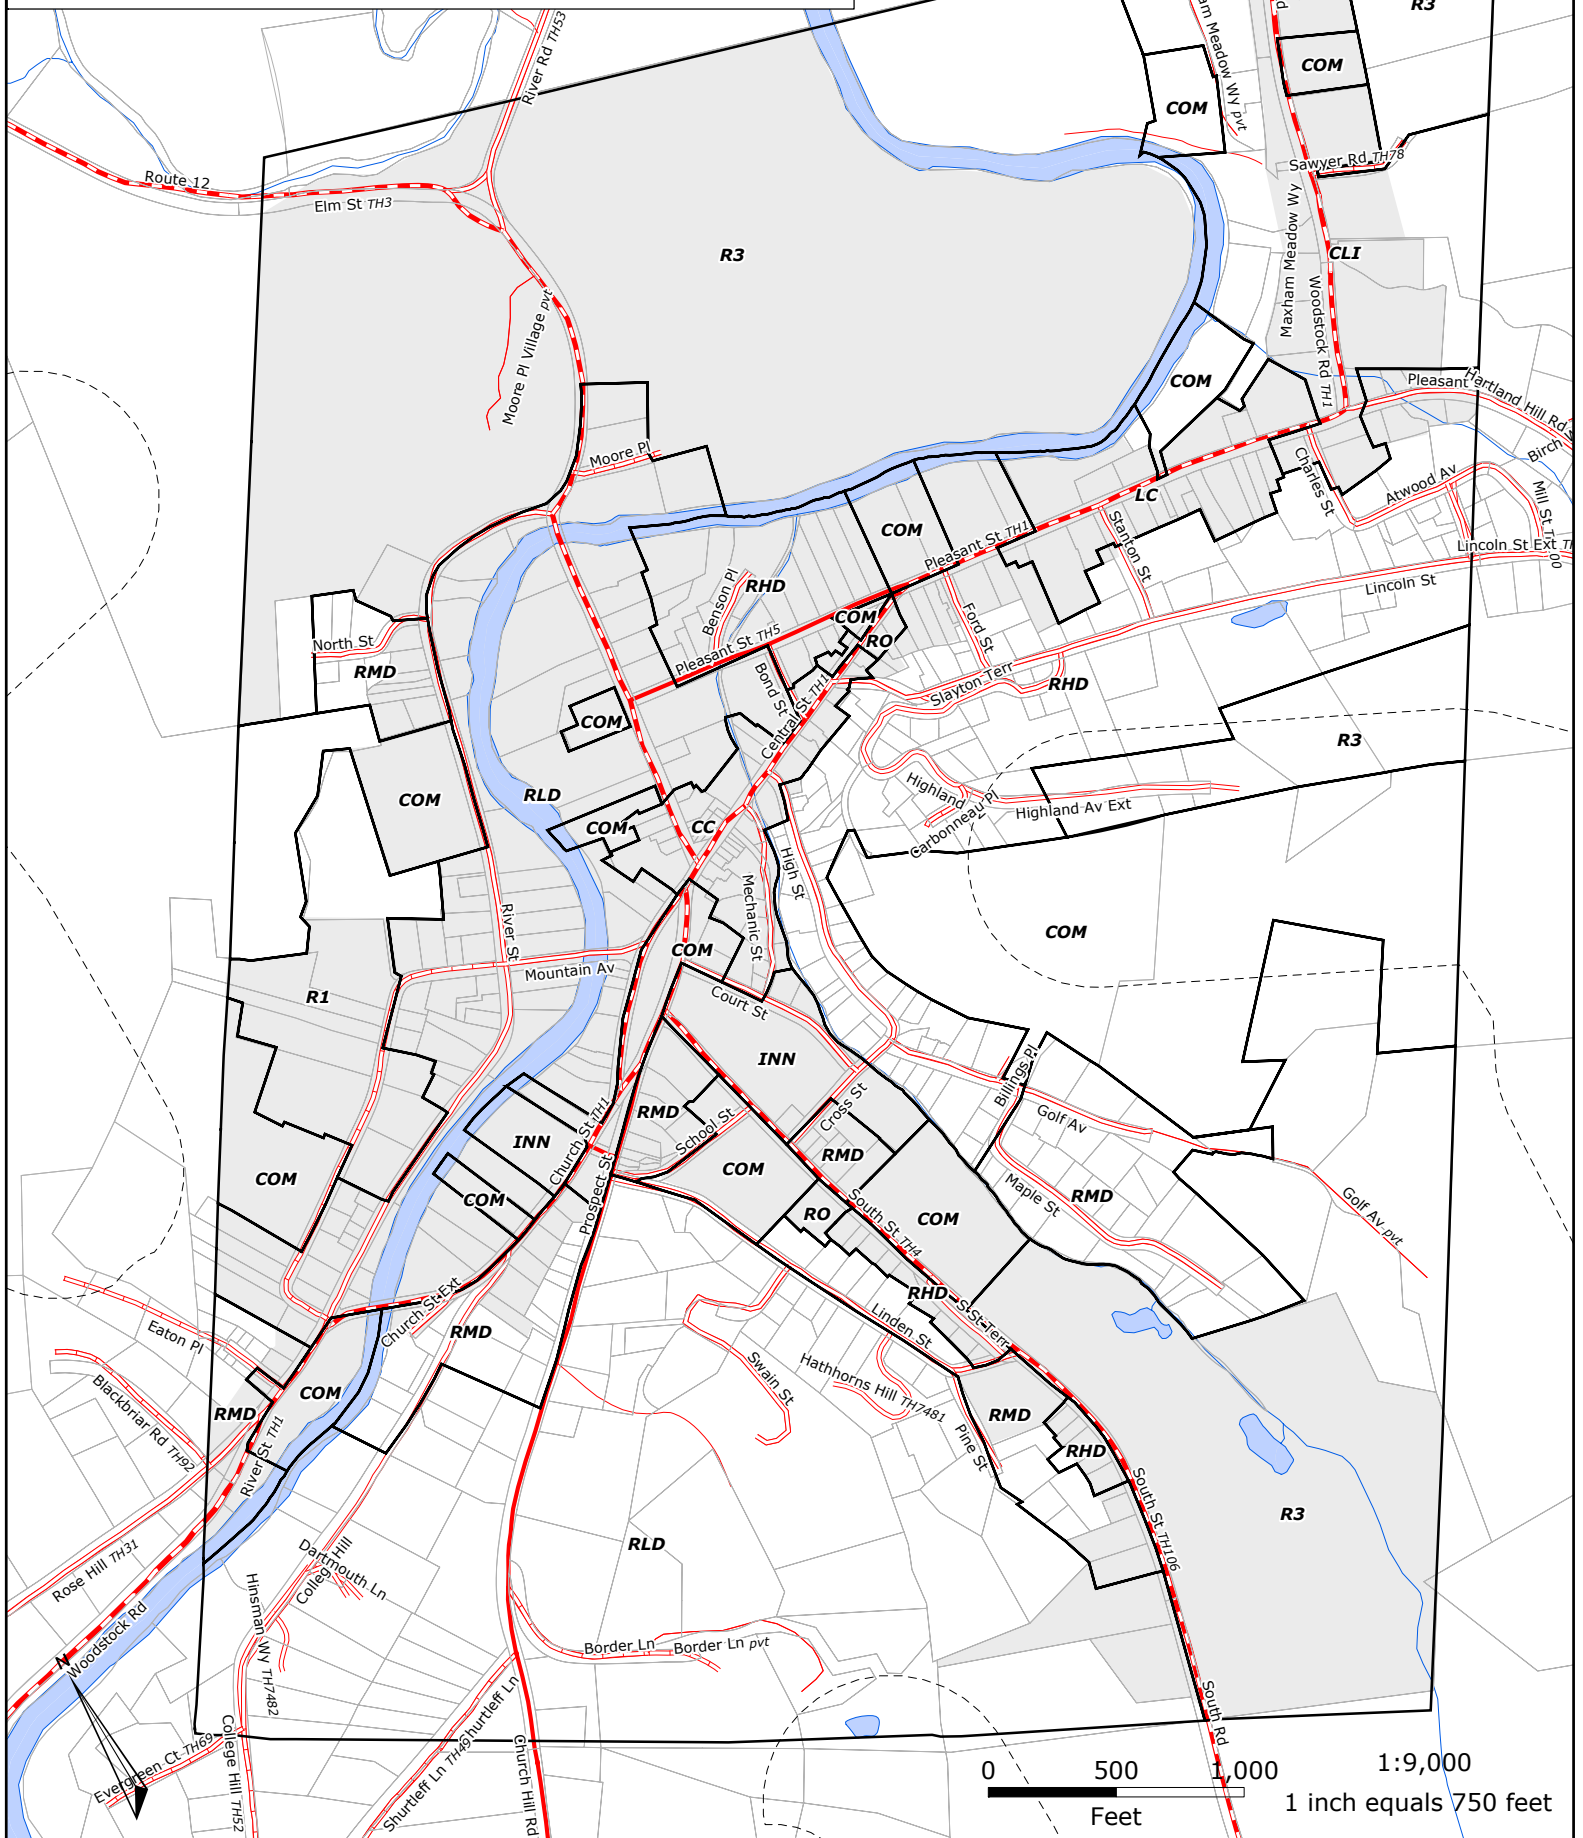 R3
River Rd TH53
am Meadow Wy pvt
COM
COM
Route 12
Elm St TH3
Sawyer Rd TH78
Maxham Meadow Wy
R3
CLI
Woodstock Rd TH1
Moore Pl Village pvt
COM
Pleasant
Hartland Hill Rd
Birch
Moore Pl
Charles St
Atwood Av
Mill St
LC
COM
Pleasant St TH1
Stanton St
Lincoln St Ext
Lincoln St
Benson Pl
RHD
COM
RO
Ford St
North St
RMD
Pleasant St TH5
Bond St
Central St TH1
Slayton Terr
RHD
COM
R3
COM
RLD
COM
CC
Highland
Carbonneau Pl
Highland Av Ext
High St
Mechanic St
River St
COM
COM
Mountain Av
R1
Court St
INN
Billings Pl
Golf Av
RMD
Cross St
School St
INN
Church St TH1
RMD
COM
COM
COM
Prospect St
RO
South St TH4
COM
Maple St
RMD
Golf Av pvt
Church St Ext
RHD
S St Terr
Eaton Pl
RMD
Linden St
Swain St
Hathhorns Hill TH7481
Blackbriar Rd TH92
COM
RMD
River St TH1
RMD
Pine St
RHD
South St TH106
R3
RLD
Rose Hill TH31
Dartmouth Ln
College Hill
Hinsman Wy TH7482
Woodstock Rd
N
Border Ln
Border Ln pvt
Shurtleff Ln
South Rd
Evergreen Ct TH69
College Hill TH52
Shurtleff Ln TH49
Church Hill Rd
0 500 1,000
Feet
1:9,000
1 inch equals 750 feet